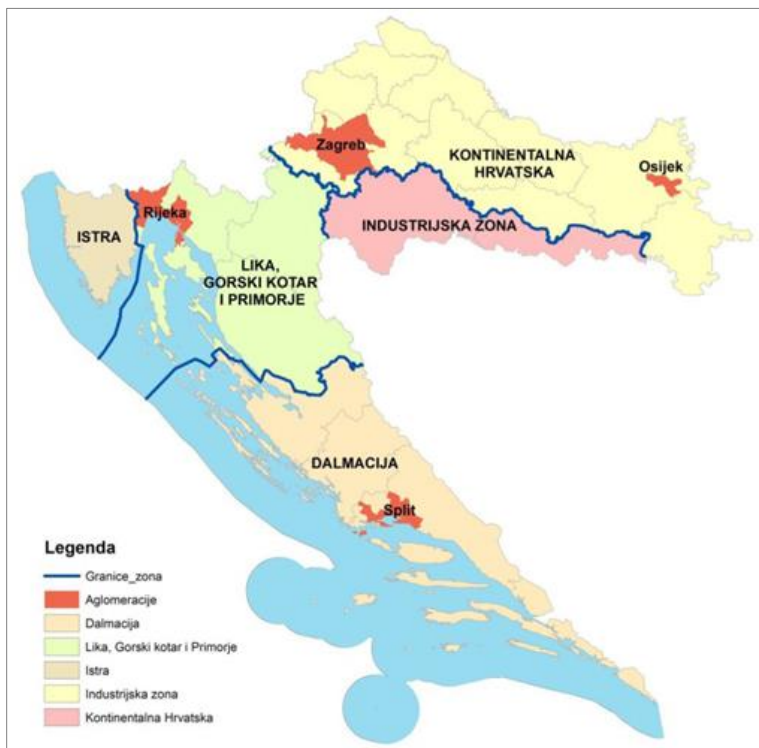 Zagreb
KONTINENTALNA
HRVATSKA
Osijek
Rijeka
ISTRA
INDUSTRIJSKA ZONA
LIKA,
GORSKI KOTAR
I PRIMORJE
DALMACIJA
Split
Legenda
Granice_zona
Aglomeracije
Dalmacija
Lika, Gorski kotar i Primorje
Istra
Industrijska zona
Kontinentalna Hrvatska